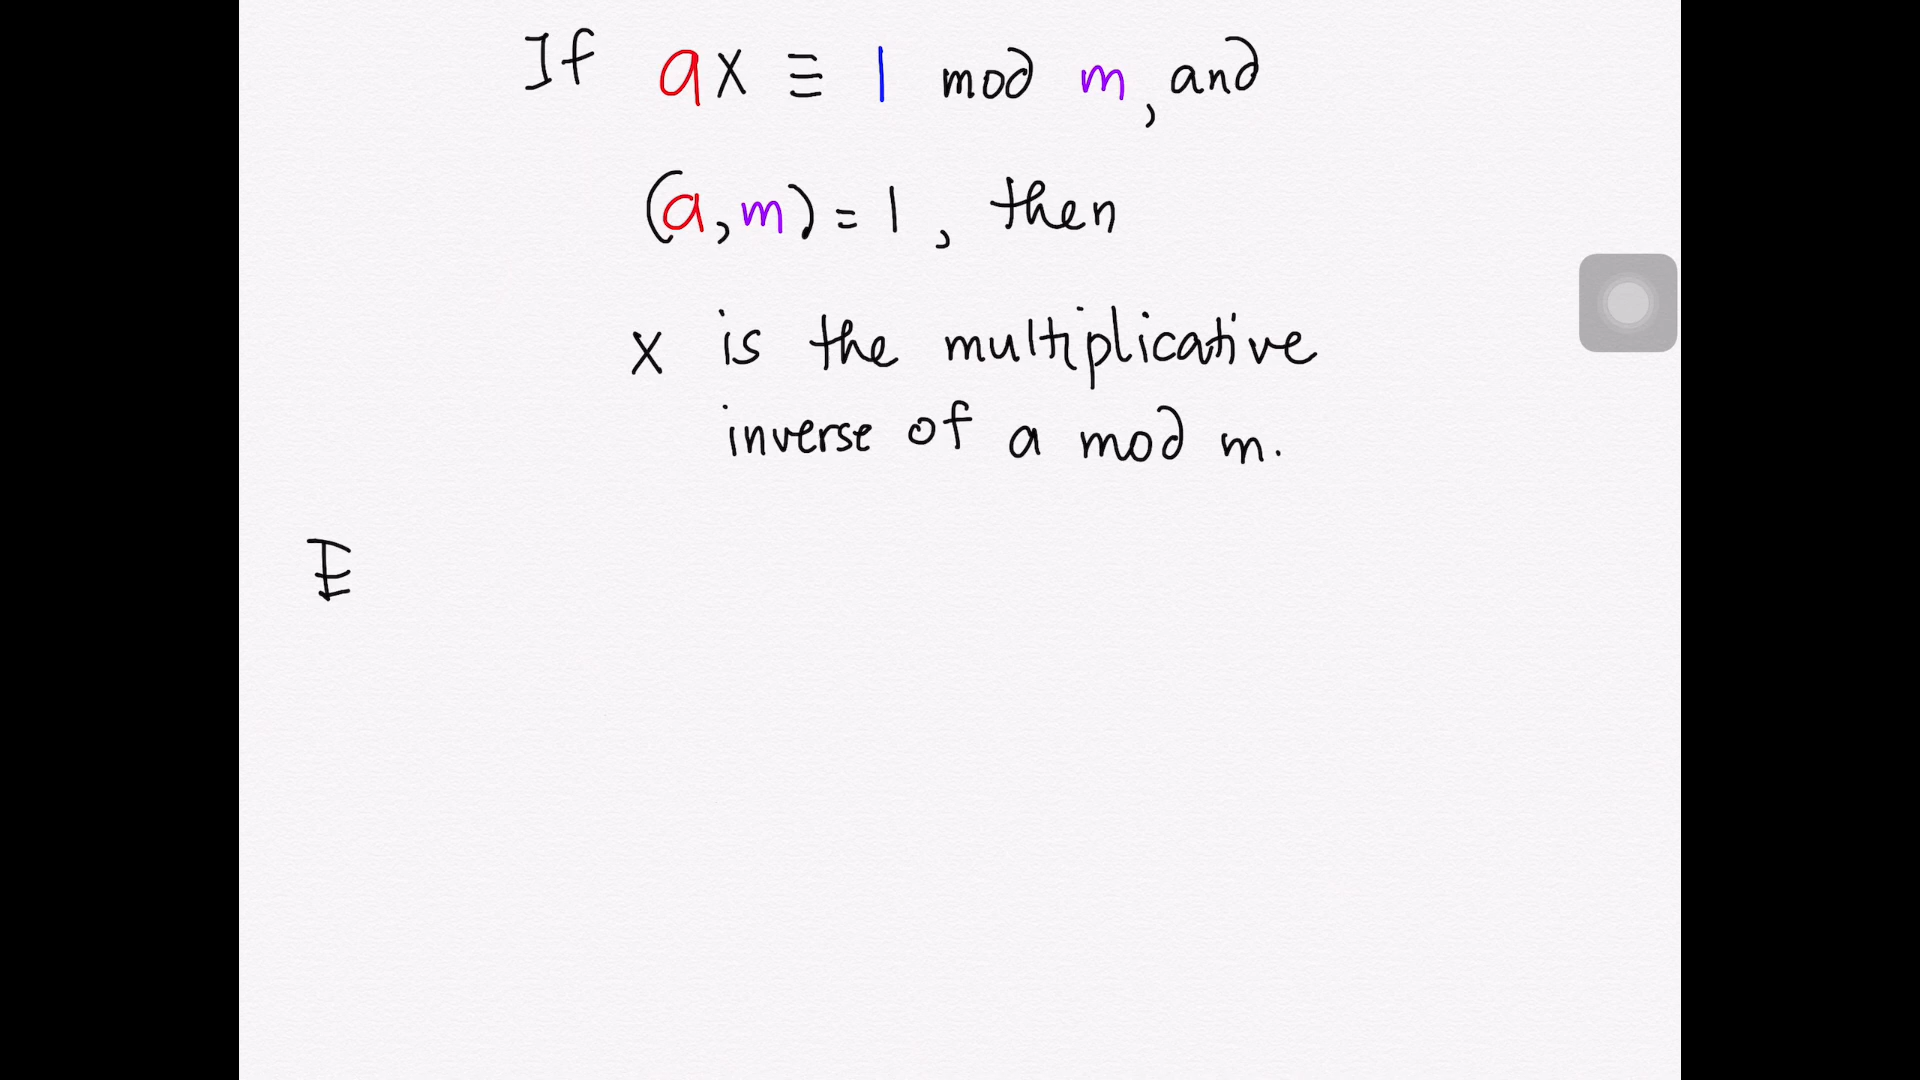 If ax ≡ 1 mod m, and
(a,m) = 1, then
x is the multiplicative
inverse of a mod m.
E